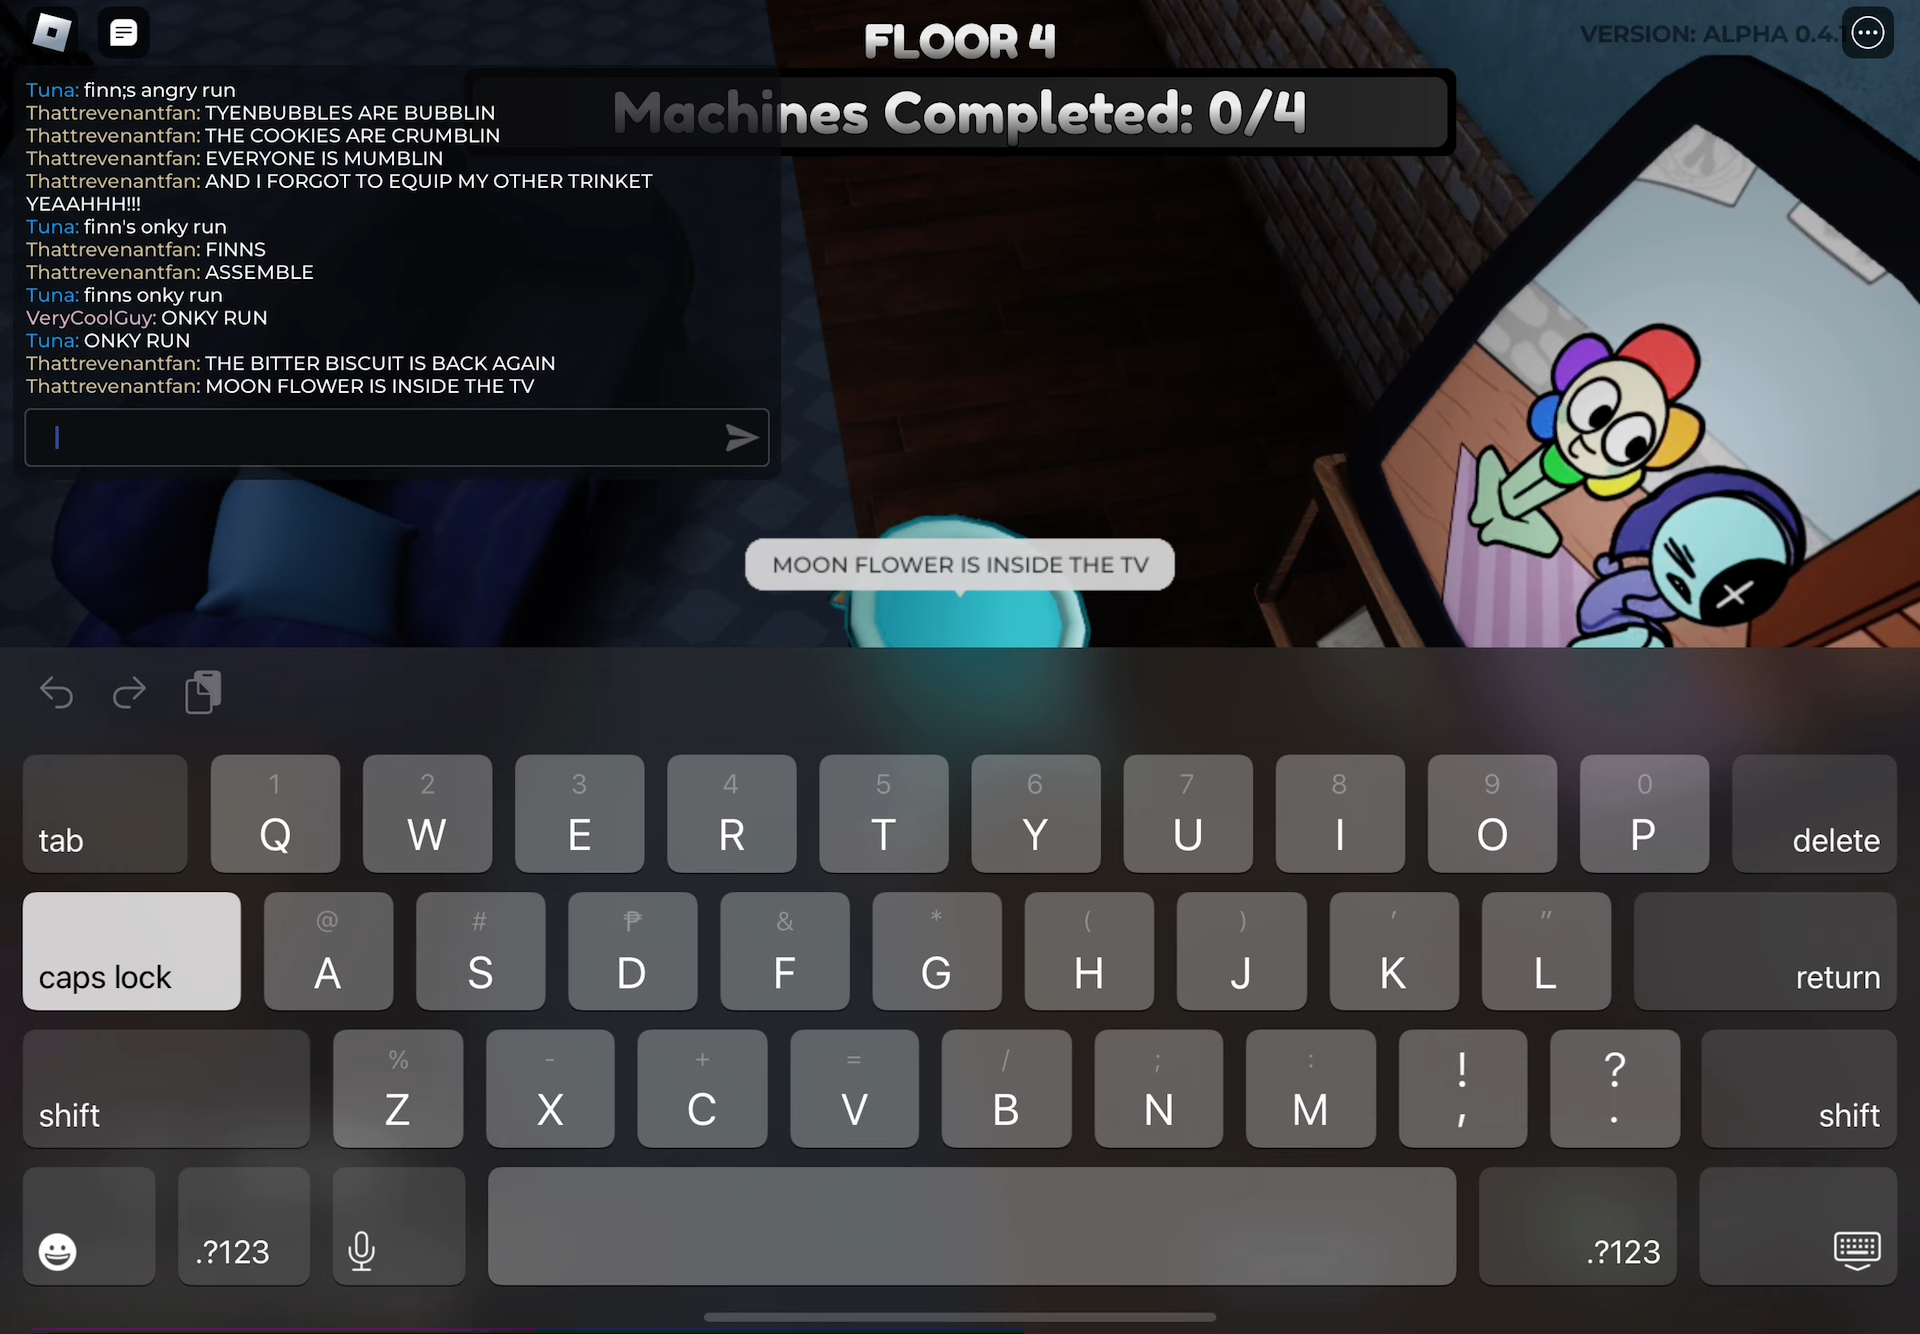 FLOOR 4
VERSION: ALPHA 0.4.
Machines Completed: 0/4
Tuna: finn;s angry run
Thattrevenantfan: TYENBUBBLES ARE BUBBLIN
Thattrevenantfan: THE COOKIES ARE CRUMBLIN
Thattrevenantfan: EVERYONE IS MUMBLIN
Thattrevenantfan: AND I FORGOT TO EQUIP MY OTHER TRINKET
YEAAHHH!!!
Tuna: finn's onky run
Thattrevenantfan: FINNS
Thattrevenantfan: ASSEMBLE
Tuna: finns onky run
VeryCoolGuy: ONKY RUN
Tuna: ONKY RUN
Thattrevenantfan: THE BITTER BISCUIT IS BACK AGAIN
Thattrevenantfan: MOON FLOWER IS INSIDE THE TV
MOON FLOWER IS INSIDE THE TV
1 2 3 4 5 6 7 8 9 0
tab Q W E R T Y U I O P delete
@ # ₱ & * ( ) ' "
caps lock A S D F G H J K L return
% - + = / ; : ! ?
shift Z X C V B N M , . shift
.?123 .?123